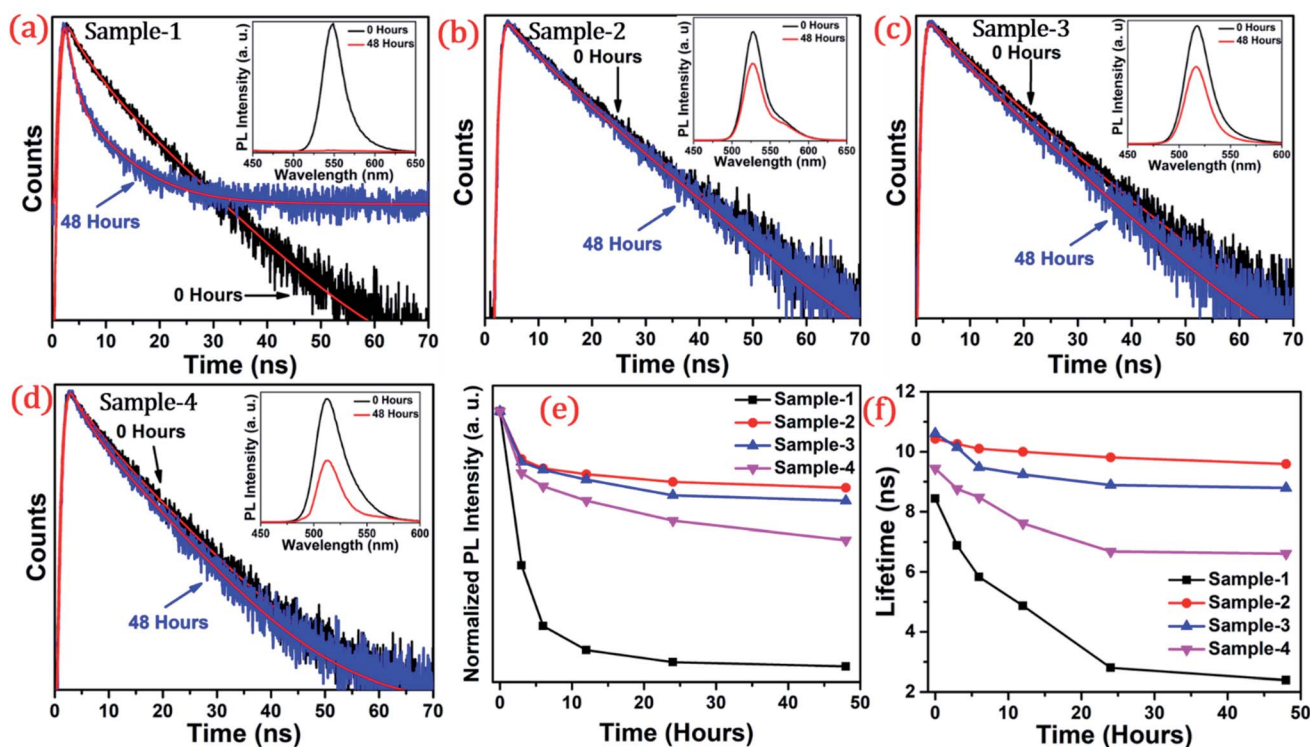 (a)
Sample-1
PL Intensity (a. u.)
0 Hours
48 Hours
450 500 550 600 650
Wavelength (nm)
Counts
48 Hours
0 Hours
0 10 20 30 40 50 60 70
Time (ns)
(b)
Sample-2
0 Hours
PL Intensity (a. u.)
0 Hours
48 Hours
450 500 550 600 650
Wavelength (nm)
Counts
48 Hours
0 10 20 30 40 50 60 70
Time (ns)
(c)
Sample-3
0 Hours
PL Intensity (a. u.)
0 Hours
48 Hours
450 500 550 600
Wavelength (nm)
Counts
48 Hours
0 10 20 30 40 50 60 70
Time (ns)
(d)
Sample-4
0 Hours
PL Intensity (a. u.)
0 Hours
48 Hours
450 500 550 600
Wavelength (nm)
Counts
48 Hours
0 10 20 30 40 50 60 70
Time (ns)
(e)
Sample-1
Sample-2
Sample-3
Sample-4
Normalized PL Intensity (a. u.)
0 10 20 30 40 50
Time (Hours)
(f)
12
10
8
6
4
2
Lifetime (ns)
Sample-1
Sample-2
Sample-3
Sample-4
0 10 20 30 40 50
Time (Hours)